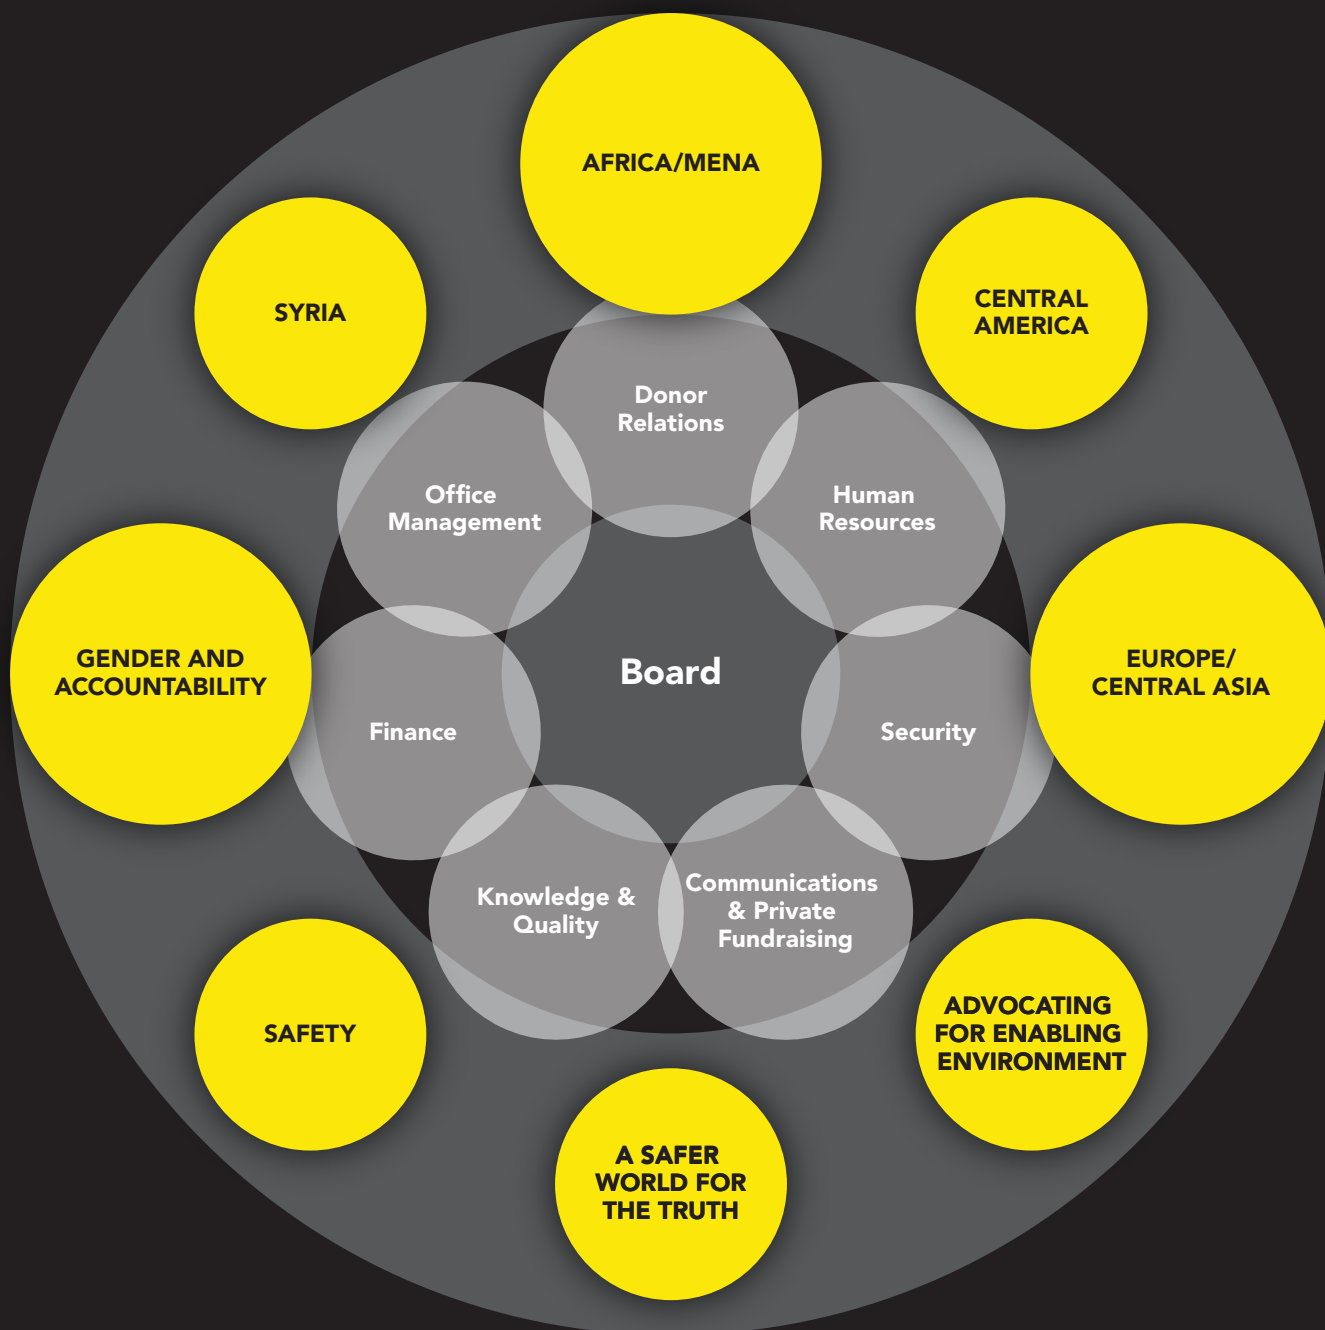 AFRICA/MENA
SYRIA
CENTRAL
AMERICA
Donor
Relations
Office
Management
Human
Resources
GENDER AND
ACCOUNTABILITY
Board
EUROPE/
CENTRAL ASIA
Finance
Security
Knowledge &
Quality
Communications
& Private
Fundraising
SAFETY
ADVOCATING
FOR ENABLING
ENVIRONMENT
A SAFER
WORLD FOR
THE TRUTH